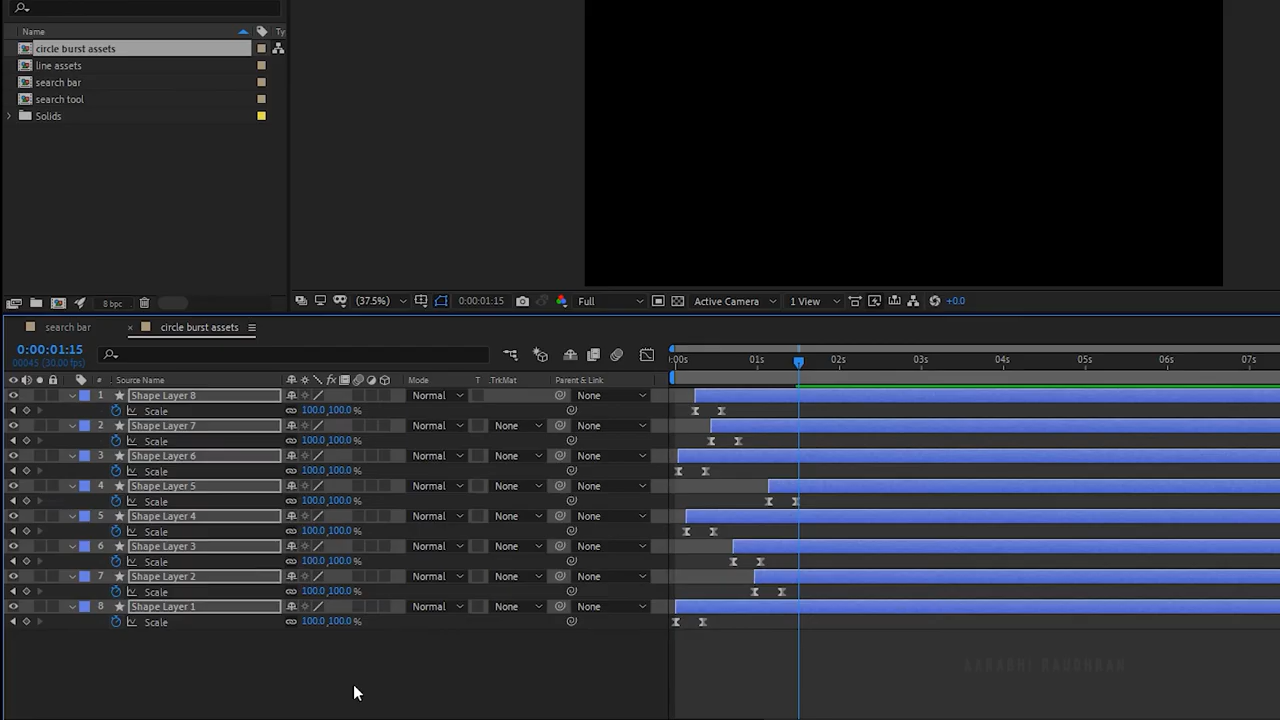 Name Ty
circle burst assets
line assets
search bar
search tool
Solids
8 bpc
(37.5%) 0:00:01:15 Full Active Camera 1 View +0.0
search bar circle burst assets
0:00:01:15
00045 (30.00 fps)
:00s 01s 02s 03s 04s 05s 06s 07s
# Source Name fx Mode T .TrkMat Parent & Link
1 Shape Layer 8 Normal None
Scale 100.0,100.0 %
2 Shape Layer 7 Normal None None
Scale 100.0,100.0 %
3 Shape Layer 6 Normal None None
Scale 100.0,100.0 %
4 Shape Layer 5 Normal None None
Scale 100.0,100.0 %
5 Shape Layer 4 Normal None None
Scale 100.0,100.0 %
6 Shape Layer 3 Normal None None
Scale 100.0,100.0 %
7 Shape Layer 2 Normal None None
Scale 100.0,100.0 %
8 Shape Layer 1 Normal None None
Scale 100.0,100.0 %